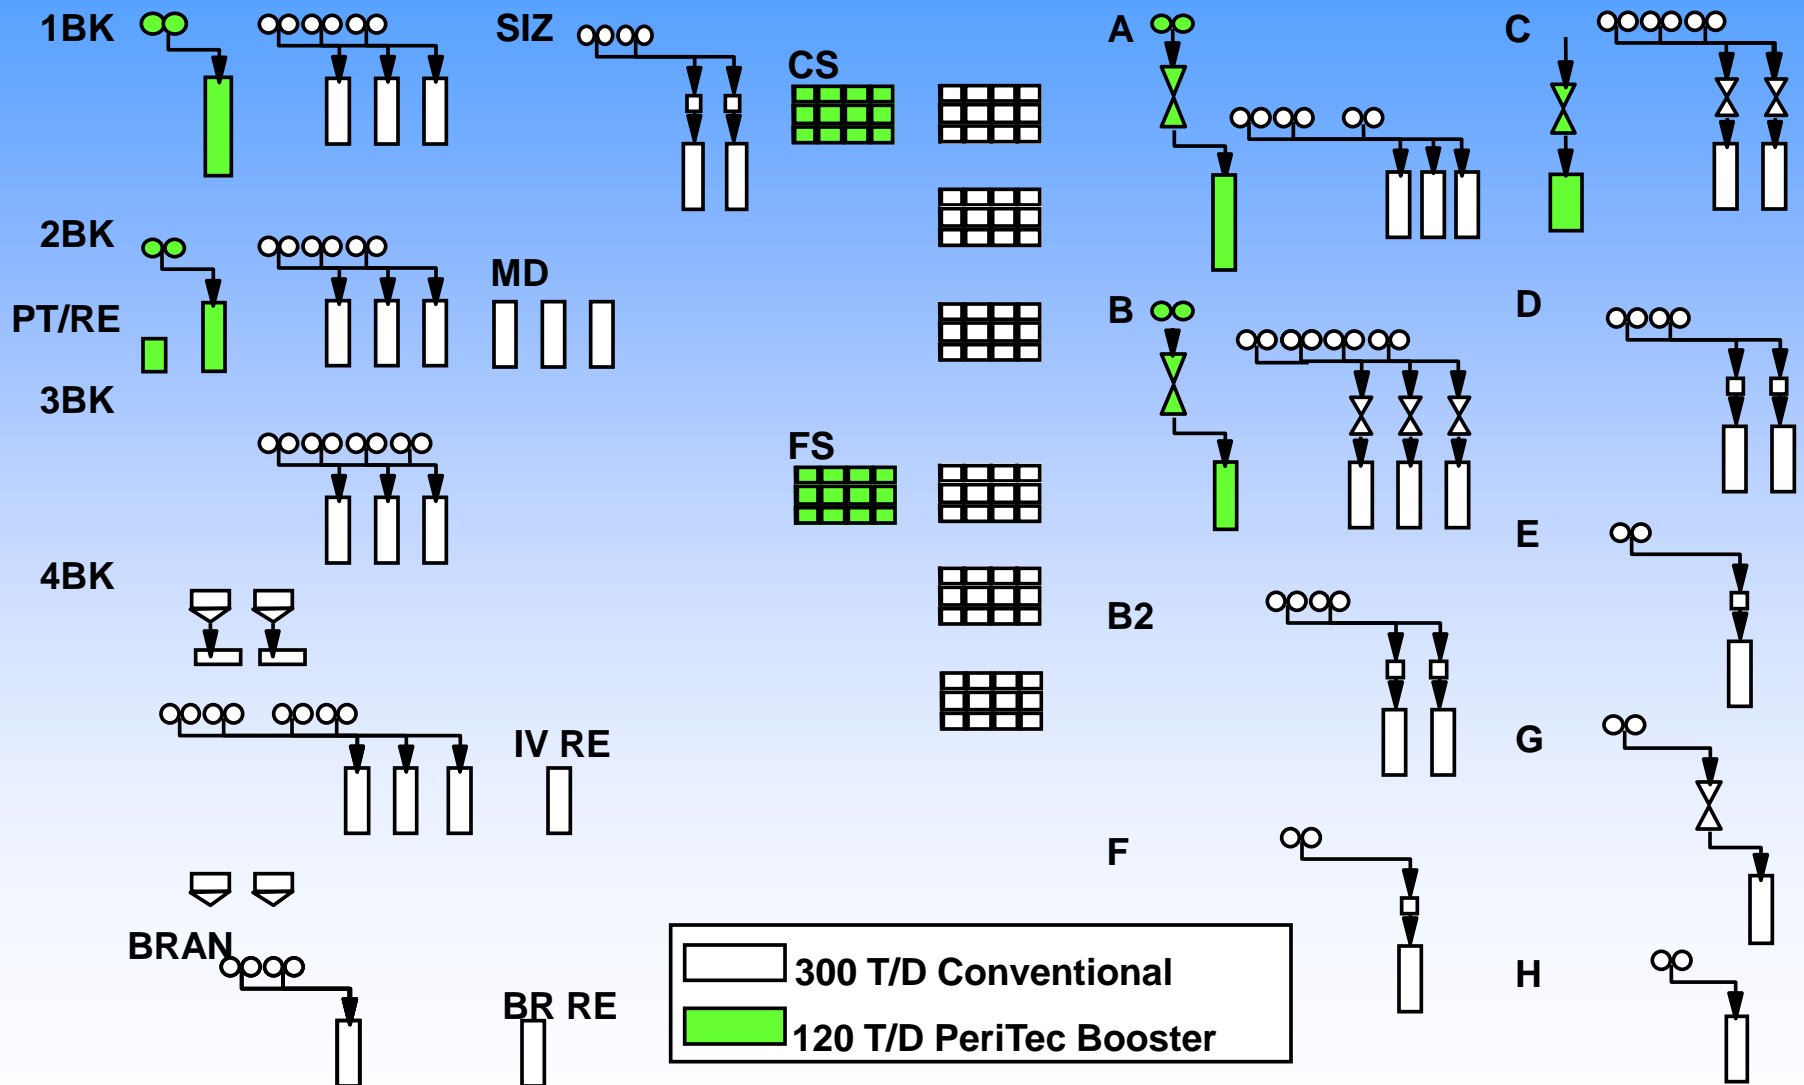 1BK
SIZ
CS
A
C
2BK
MD
PT/RE
B
D
3BK
FS
E
4BK
B2
IV RE
G
F
BRAN
BR RE
H
300 T/D Conventional
120 T/D PeriTec Booster